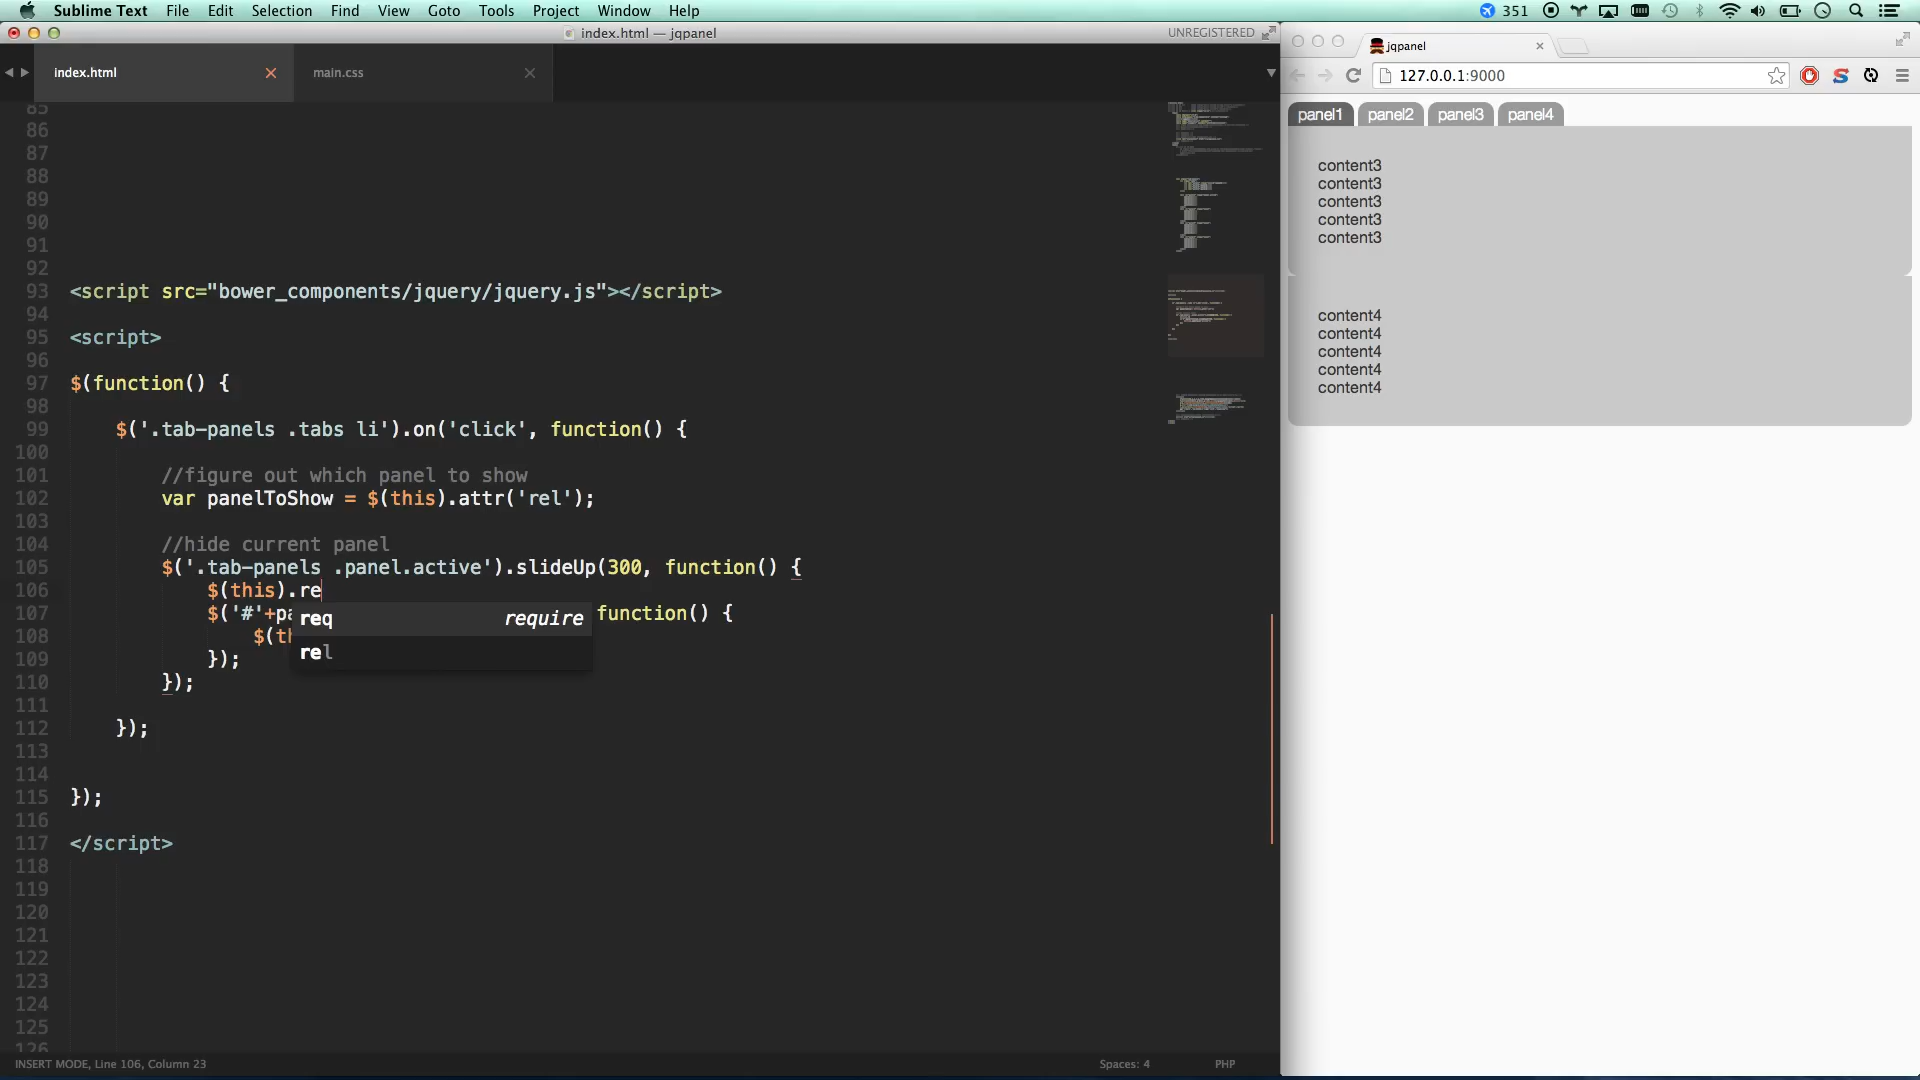 Sublime Text File Edit Selection Find View Goto Tools Project Window Help 351
index.html — jqpanel UNREGISTERED
index.html main.css
jqpanel
127.0.0.1:9000
panel1 panel2 panel3 panel4
content3
content3
content3
content3
content3
content4
content4
content4
content4
content4
85
86
87
88
89
90
91
92
93 <script src="bower_components/jquery/jquery.js"></script>
94
95 <script>
96
97 $(function() {
98
99 $('.tab-panels .tabs li').on('click', function() {
100
101 //figure out which panel to show
102 var panelToShow = $(this).attr('rel');
103
104 //hide current panel
105 $('.tab-panels .panel.active').slideUp(300, function() {
106 $(this).re
107 $('#'+pa function() {
req require
108 $(th
rel
109 });
110 });
111
112 });
113
114
115 });
116
117 </script>
118
119
120
121
122
123
124
125
126
INSERT MODE, Line 106, Column 23 Spaces: 4 PHP